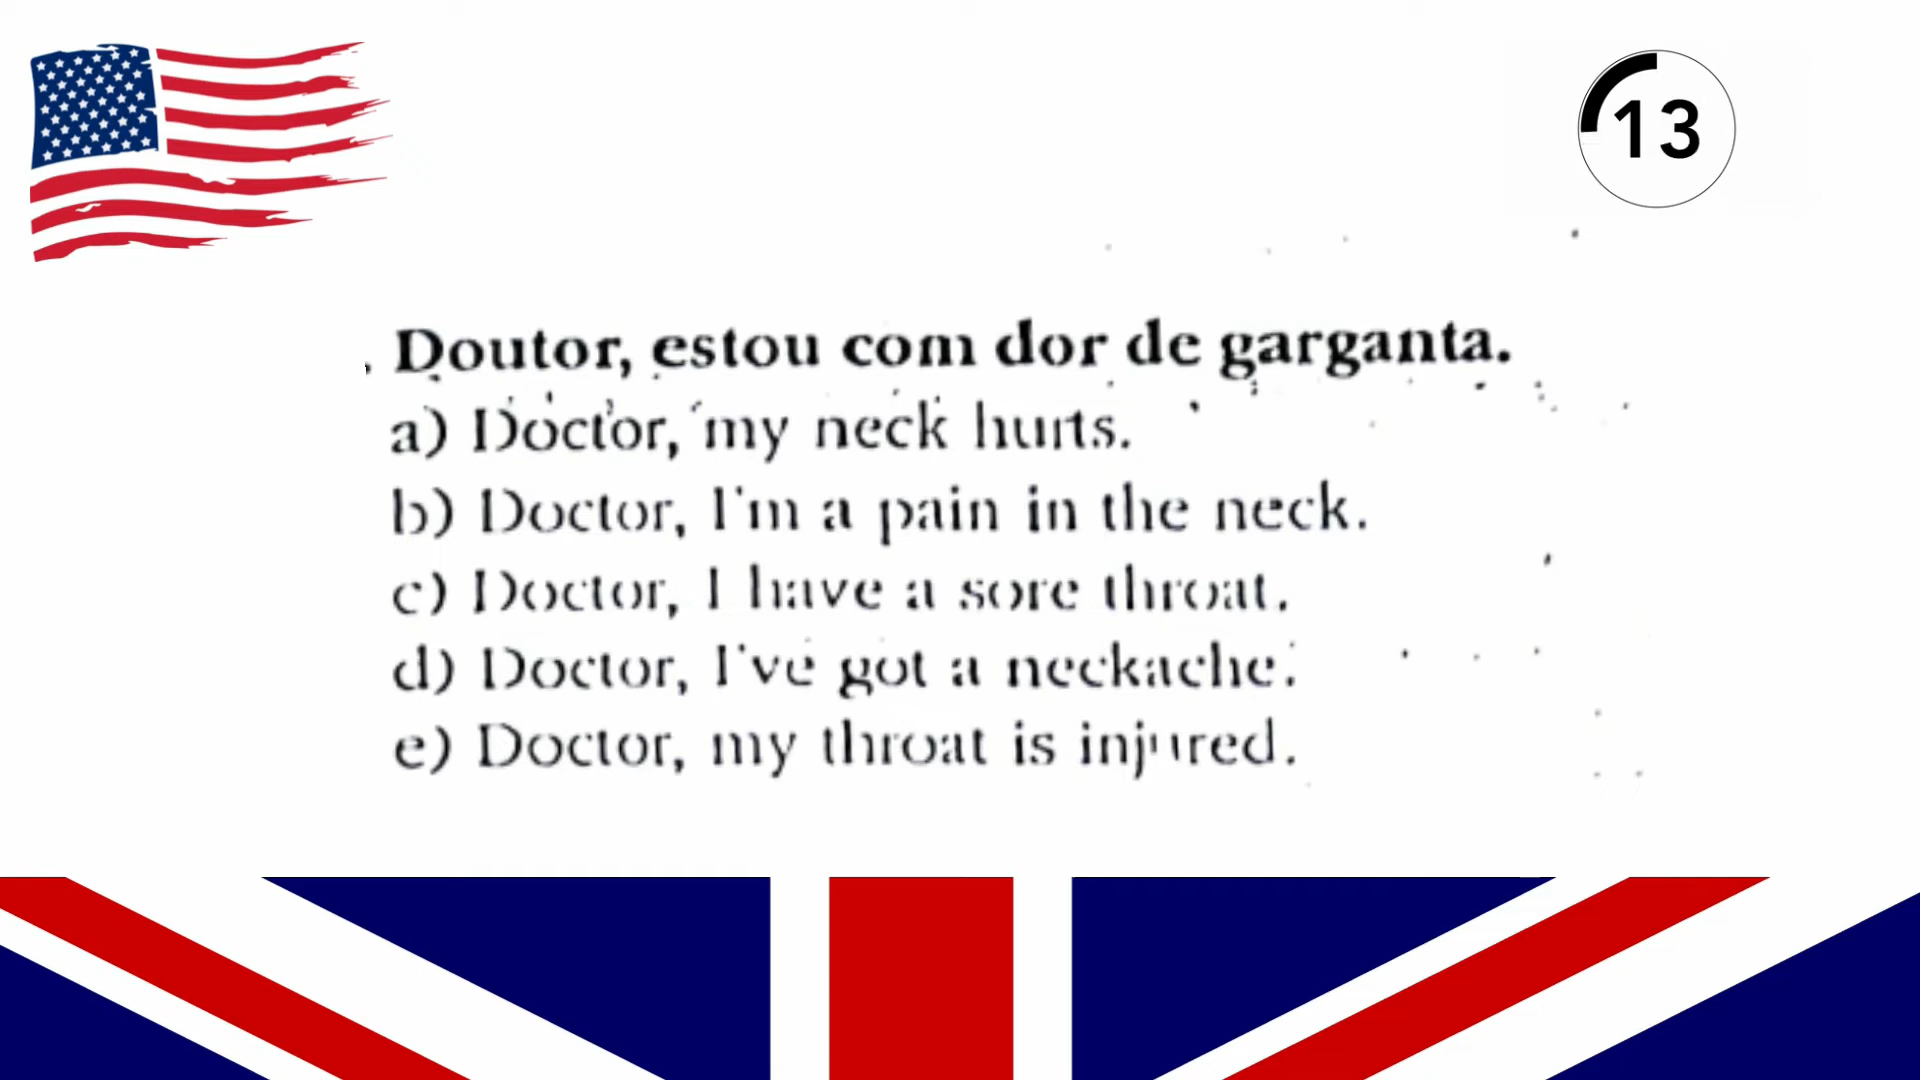 13
. Doutor, estou com dor de garganta.
a) Doctor, my neck hurts.
b) Doctor, I'm a pain in the neck.
c) Doctor, I have a sore throat.
d) Doctor, I've got a neckache.
e) Doctor, my throat is injured.